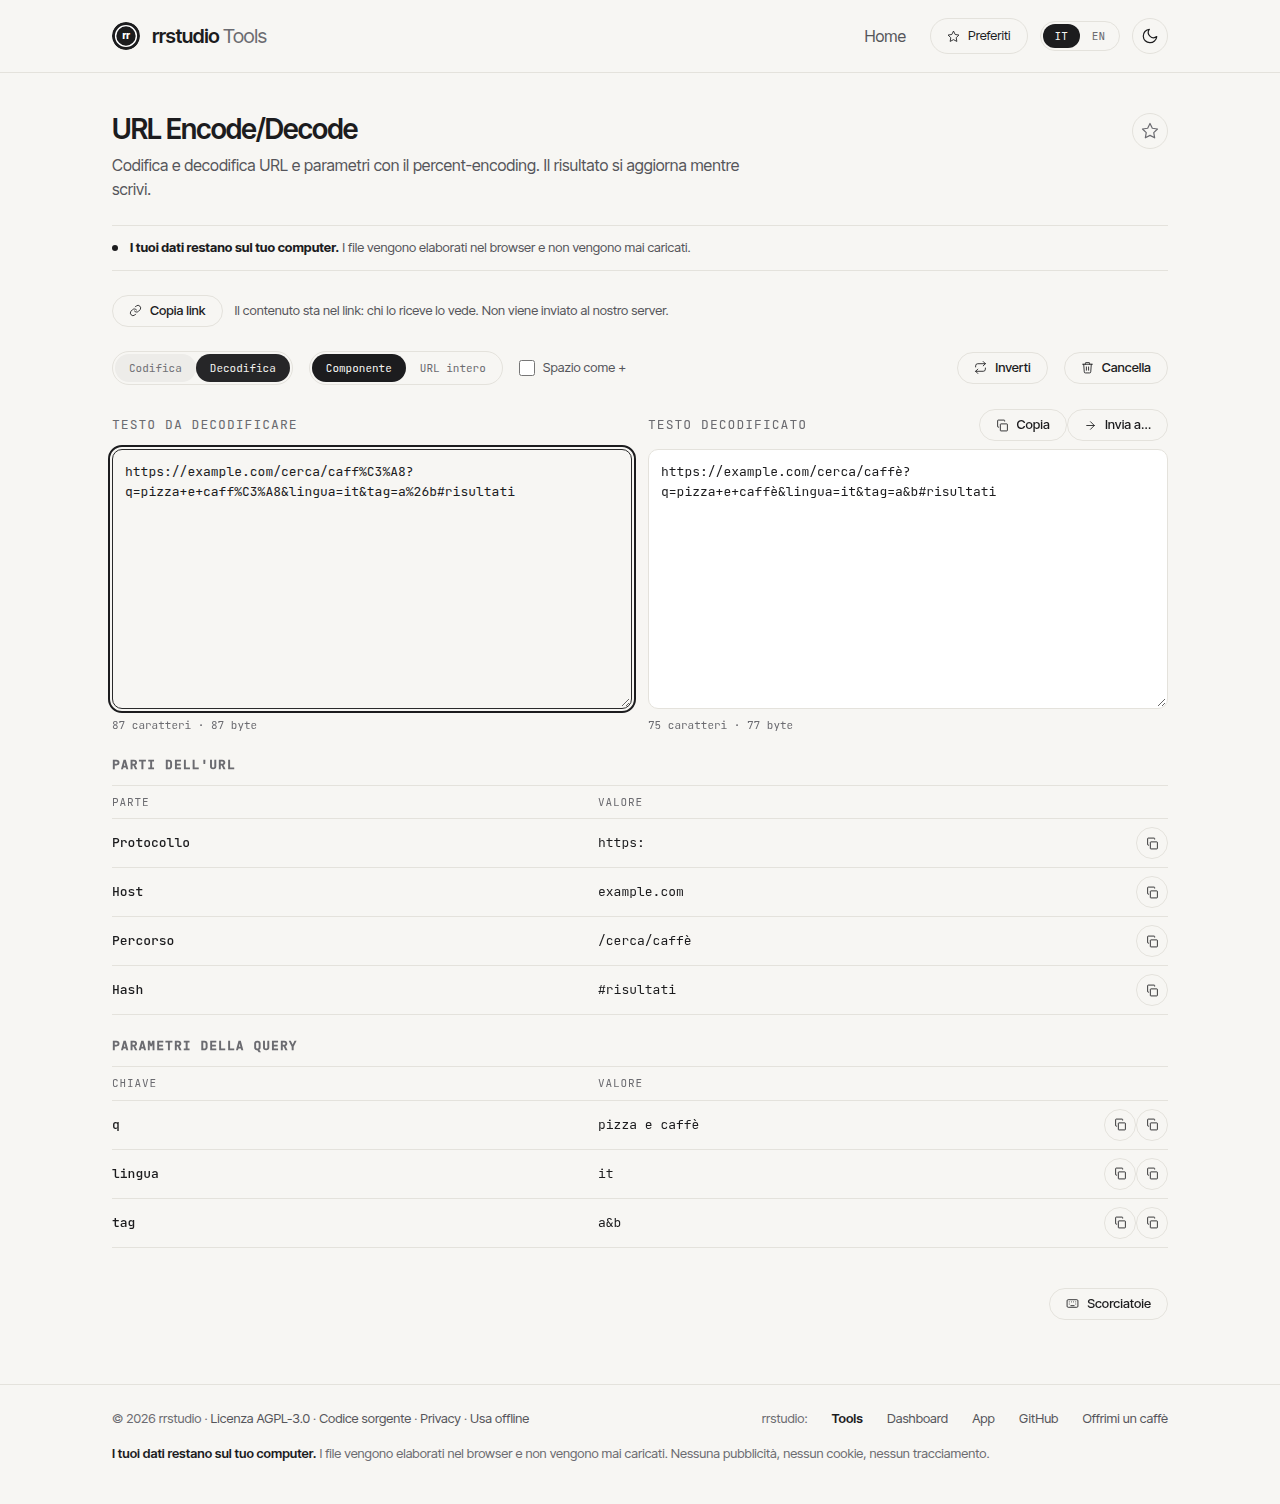 rr rrstudio Tools
Home
Preferiti
IT
EN
URL Encode/Decode
Codifica e decodifica URL e parametri con il percent-encoding. Il risultato si aggiorna mentre
scrivi.
I tuoi dati restano sul tuo computer. I file vengono elaborati nel browser e non vengono mai caricati.
Copia link
Il contenuto sta nel link: chi lo riceve lo vede. Non viene inviato al nostro server.
Codifica
Decodifica
Componente
URL intero
Spazio come +
Inverti
Cancella
TESTO DA DECODIFICARE
https://example.com/cerca/caff%C3%A8?
q=pizza+e+caff%C3%A8&lingua=it&tag=a%26b#risultati
87 caratteri · 87 byte
TESTO DECODIFICATO
Copia
Invia a…
https://example.com/cerca/caffè?
q=pizza+e+caffè&lingua=it&tag=a&b#risultati
75 caratteri · 77 byte
PARTI DELL'URL
PARTE VALORE
Protocollo https:
Host example.com
Percorso /cerca/caffè
Hash #risultati
PARAMETRI DELLA QUERY
CHIAVE VALORE
q pizza e caffè
lingua it
tag a&b
Scorciatoie
© 2026 rrstudio · Licenza AGPL-3.0 · Codice sorgente · Privacy · Usa offline
rrstudio: Tools Dashboard App GitHub Offrimi un caffè
I tuoi dati restano sul tuo computer. I file vengono elaborati nel browser e non vengono mai caricati. Nessuna pubblicità, nessun cookie, nessun tracciamento.